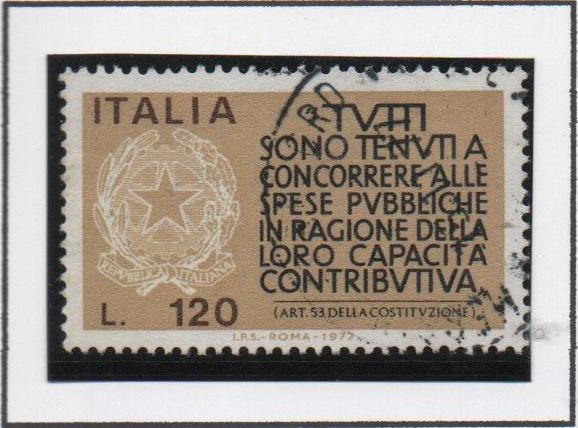 ITALIA
TVTTI
SONO TENVTI A
CONCORRERE ALLE
SPESE PVBBLICHE
IN RAGIONE DELLA
LORO CAPACITÀ
CONTRIBVTIVA
(ART. 53 DELLA COSTITVZIONE)
REPVBBLICA ITALIANA
L. 120
I.P.S.-ROMA-1977